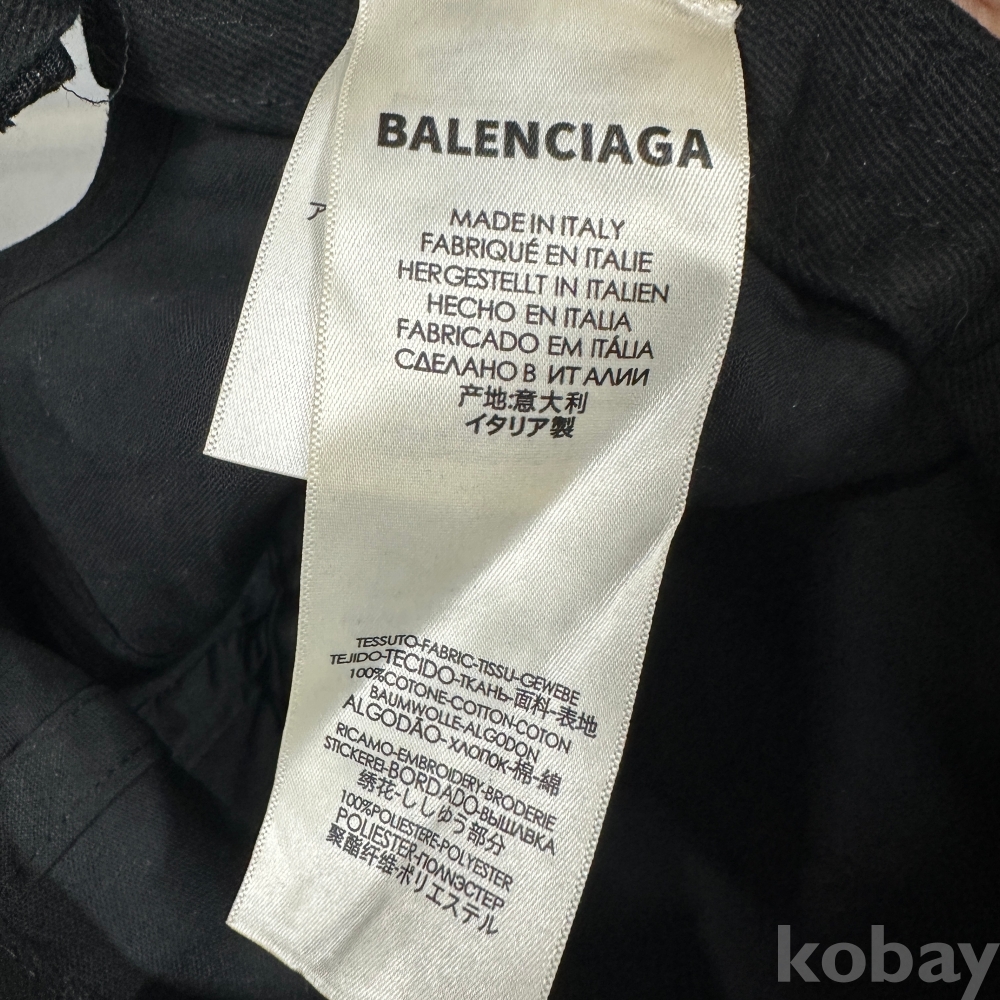 BALENCIAGA
MADE IN ITALY
FABRIQUÉ EN ITALIE
HERGESTELLT IN ITALIEN
HECHO EN ITALIA
FABRICADO EM ITÁLIA
СДЕЛАНО В ИТАЛИИ
产地:意大利
イタリア製
ア
TESSUTO-FABRIC-TISSU-GEWEBE
TEJIDO-TECIDO-ТКАНЬ-面料-表地
100%COTONE-COTTON-COTON
BAUMWOLLE-ALGODON
ALGODÃO-ХЛОПОК-棉-綿
RICAMO-EMBROIDERY-BRODERIE
STICKEREI-BORDADO-ВЫШИВКА
绣花-ししゅう部分
100%POLIESTERE-POLYESTER
POLIESTER-ПОЛИЭСТЕР
聚酯纤维-ポリエステル
kobay